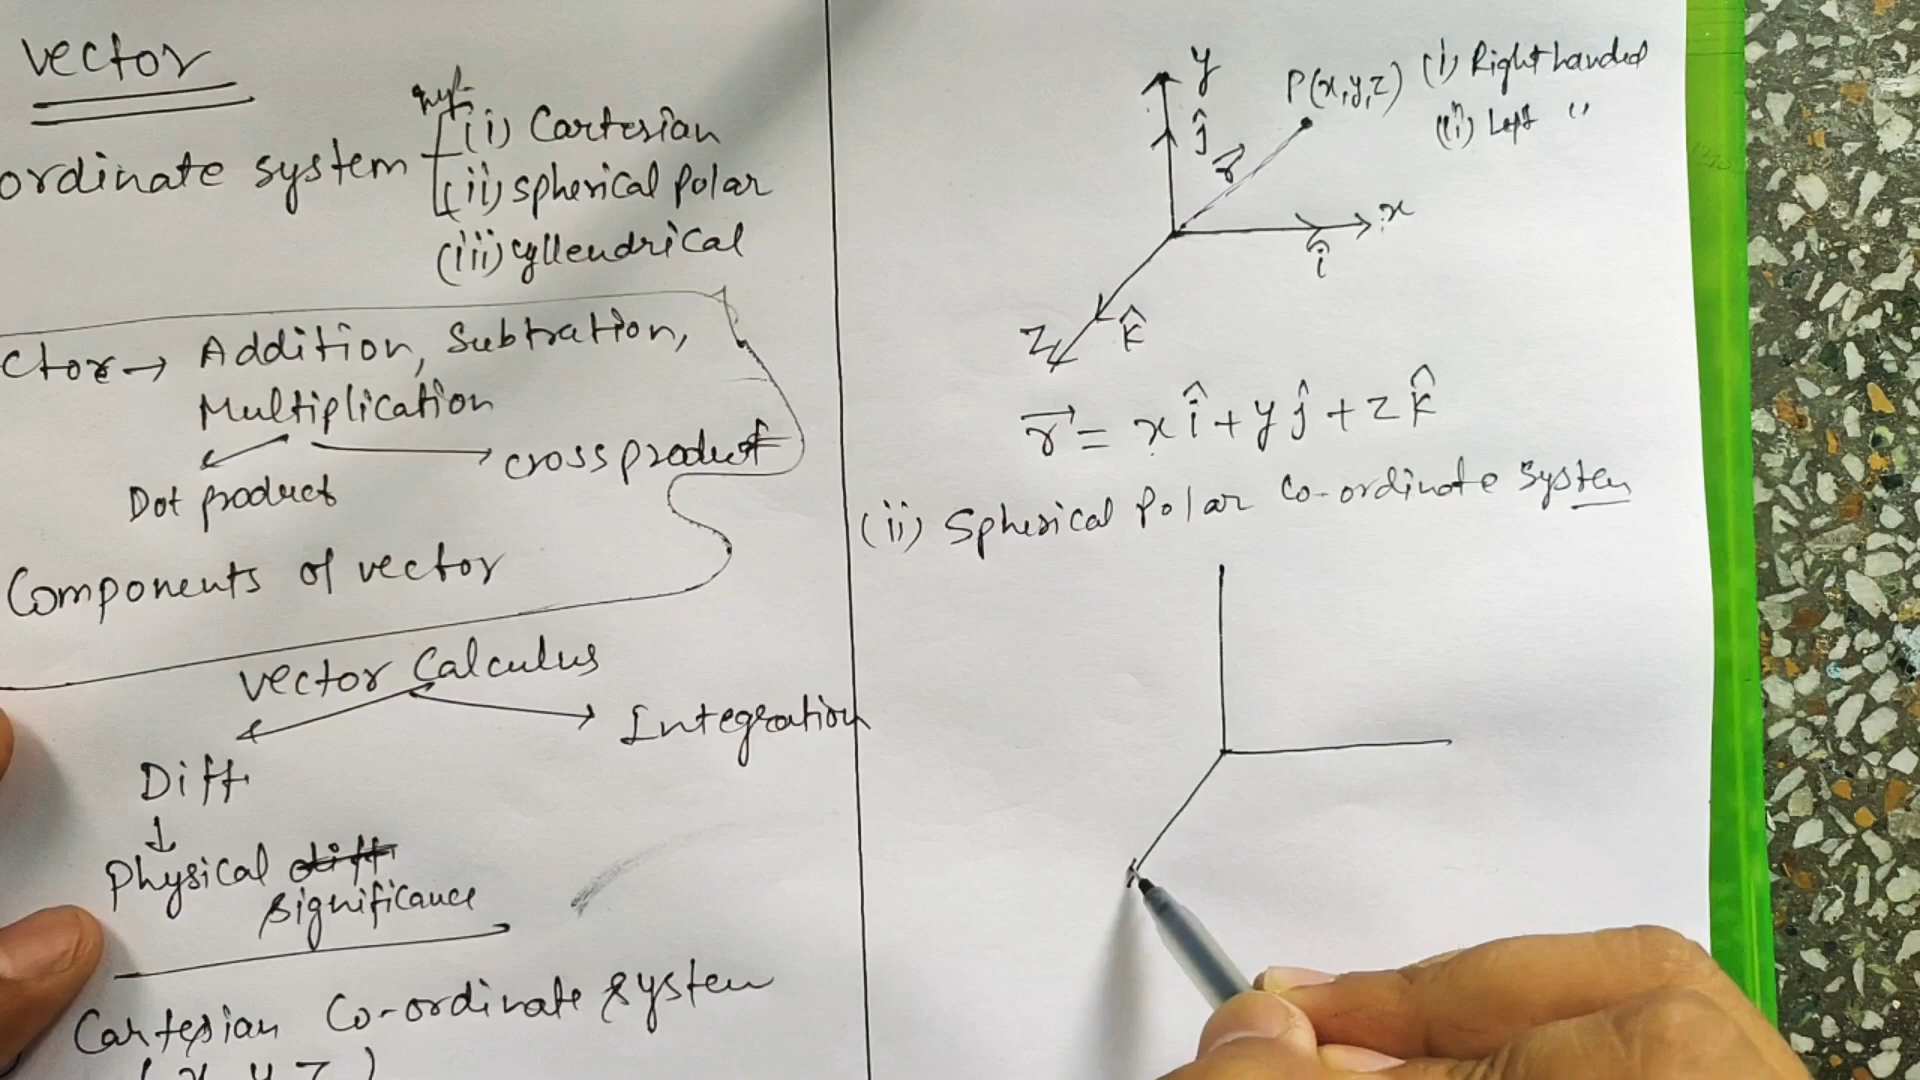 vector
ordinate system
(i) Cartesian
(ii) spherical polar
(iii) cyllendrical
ctor → Addition, Subtration,
Multiplication
Dot product
cross product
Components of vector
vector Calculus
Diff.
Integration
Physical diff.
significance
Cartesian Co-ordinate system
(x y z)
y
ĵ
r⃗
P(x,y,z)
x
î
z
k̂
(i) Right handed
(ii) Left "
r⃗ = x î + y ĵ + z k̂
(ii) Spherical Polar Co-ordinate System